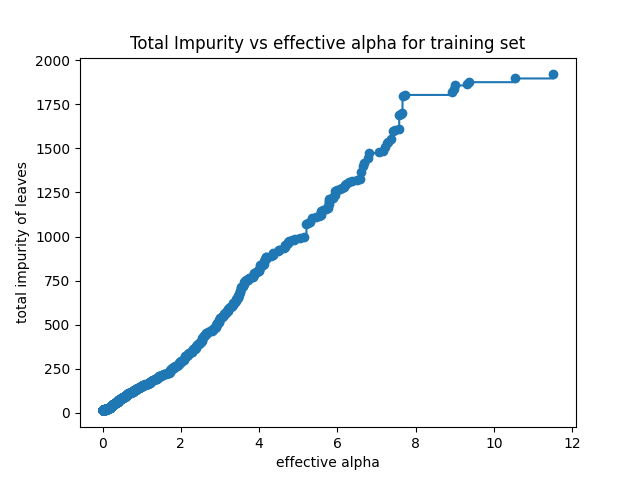 Total Impurity vs effective alpha for training set
2000
1750
1500
1250
1000
750
500
250
0
total impurity of leaves
0 2 4 6 8 10 12
effective alpha